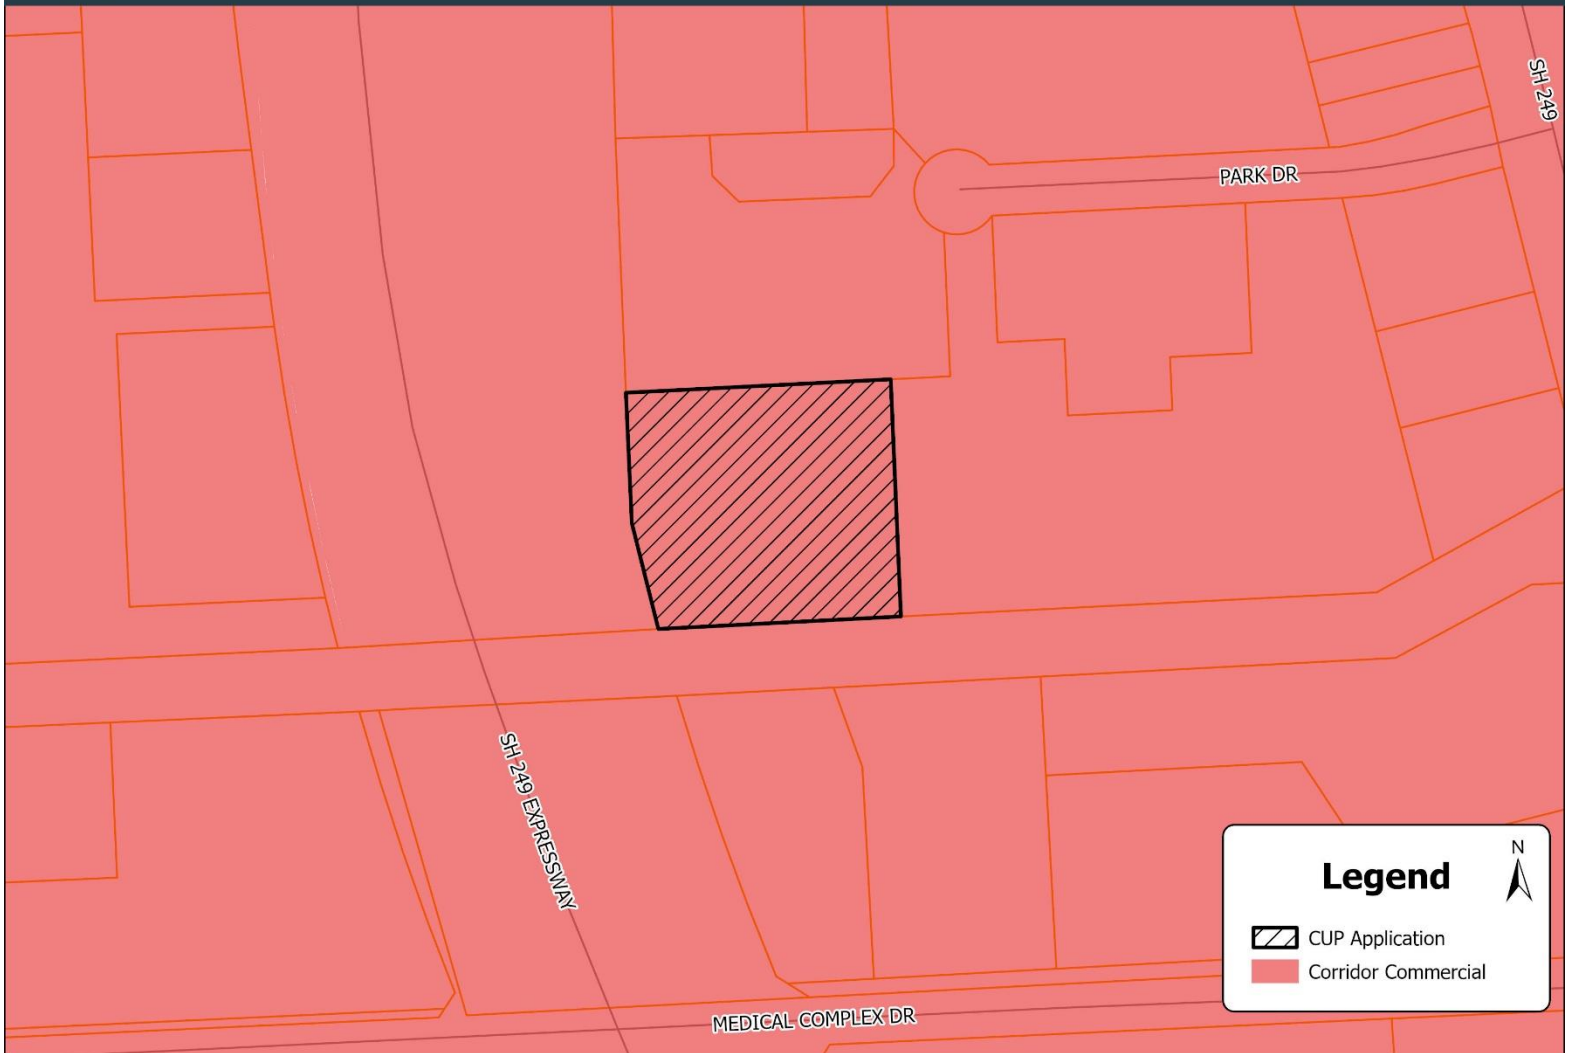 SH 249
PARK DR
SH 249 EXPRESSWAY
MEDICAL COMPLEX DR
N
Legend
CUP Application
Corridor Commercial